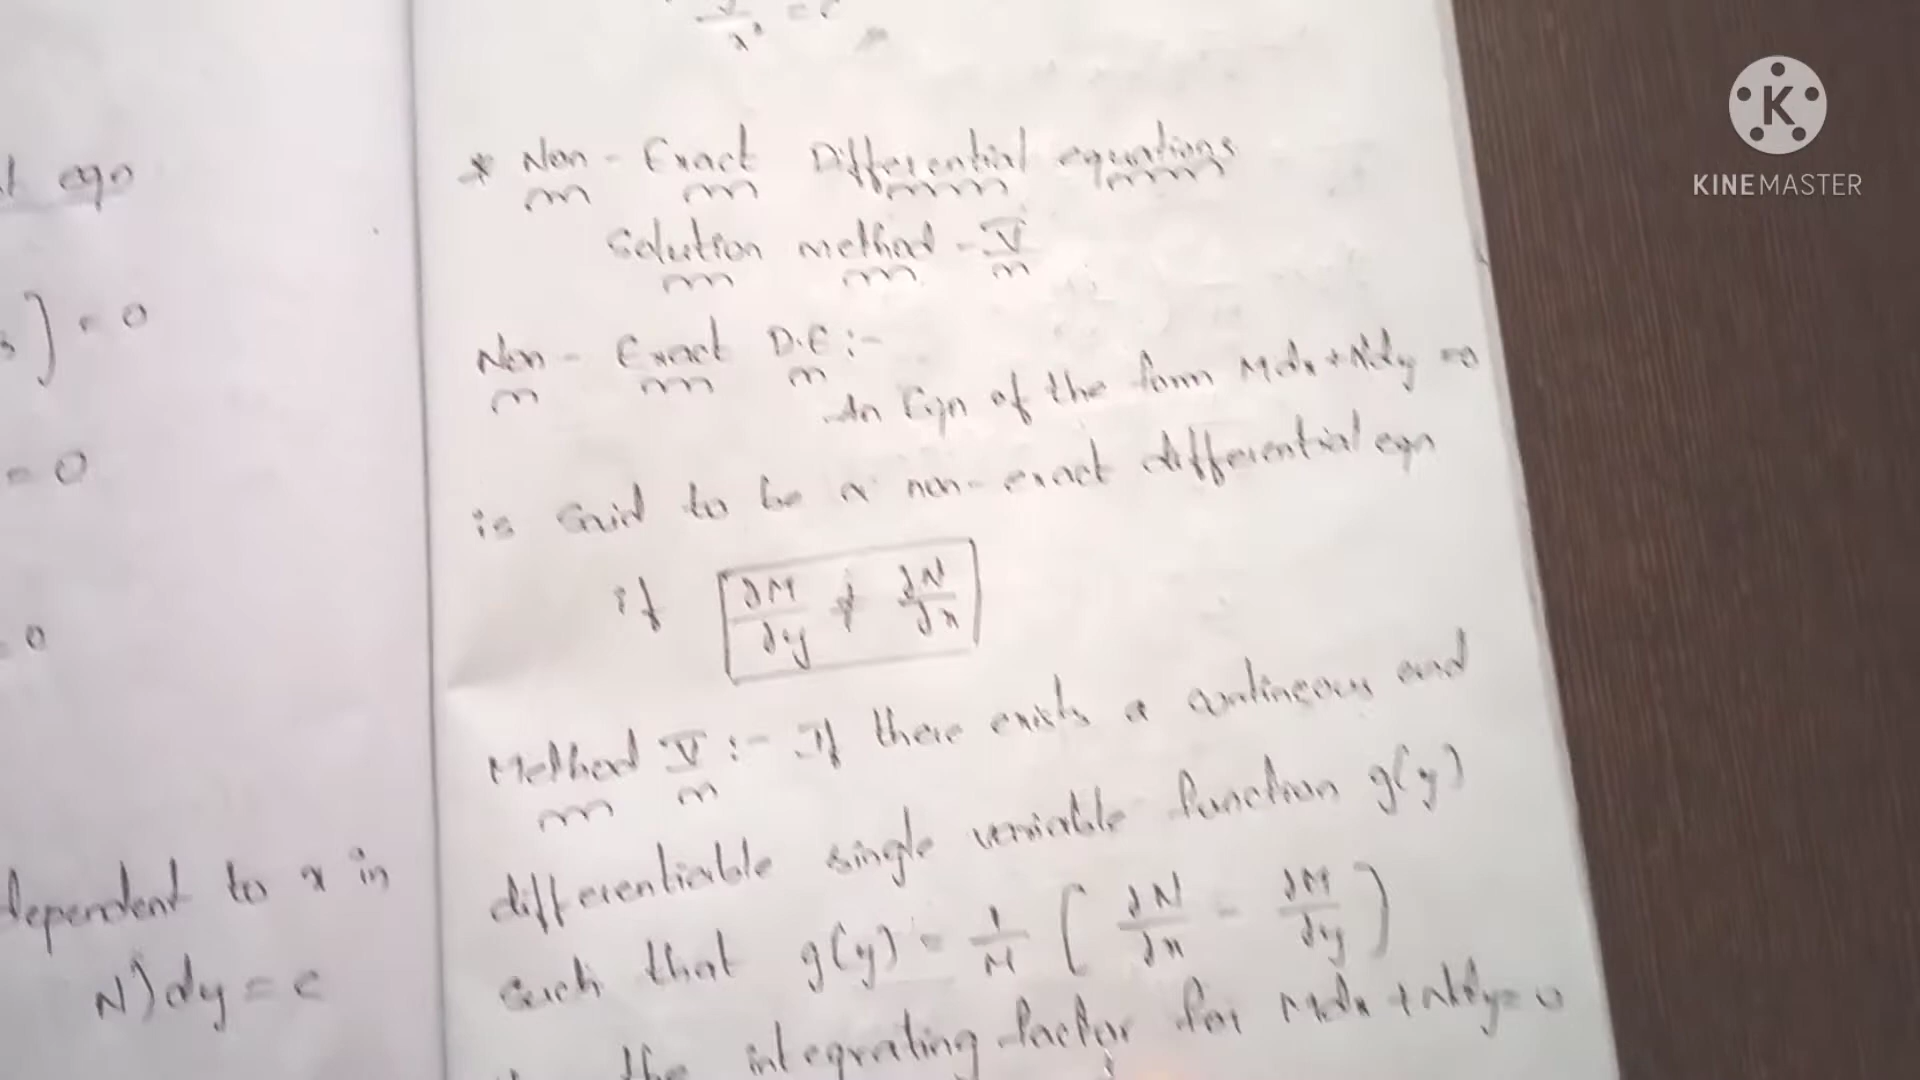 t eqn
] = 0
= 0
= 0
dependent to x in
N) dy = c
= c
* Non - Exact Differential equations
Solution method - V
Non - Exact D.E :-
An Eqn of the form Mdx + Ndy = 0
is said to be a non-exact differential eqn
if ∂M/∂y ≠ ∂N/∂x
Method V :- If there exists a contineous and
differentiable single variable function g(y)
such that g(y) = 1/M ( ∂N/∂x - ∂M/∂y )
the integrating factor for Mdx + Ndy = 0
K
KINEMASTER